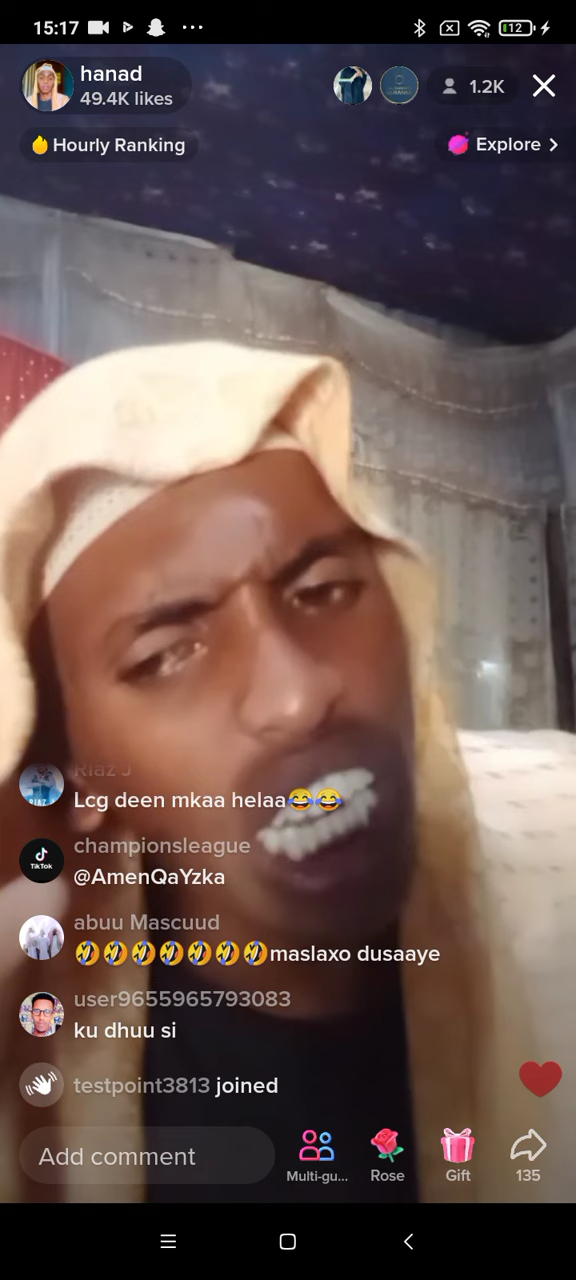 15:17
12
hanad
49.4K likes
1.2K
Hourly Ranking
Explore
Riaz J
Lcg deen mkaa helaa😂😂
championsleague
@AmenQaYzka
abuu Mascuud
🤣🤣🤣🤣🤣🤣🤣maslaxo dusaaye
user9655965793083
ku dhuu si
testpoint3813 joined
Add comment
Multi-gu...
Rose
Gift
135